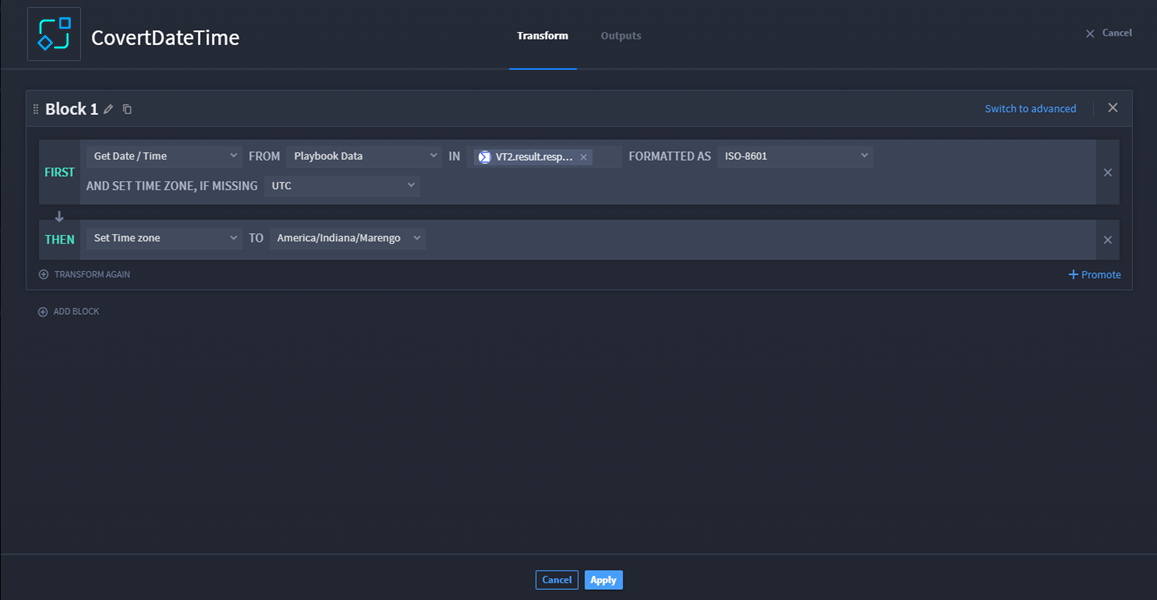 CovertDateTime
Transform
Outputs
Cancel
Block 1
Switch to advanced
FIRST
Get Date / Time FROM Playbook Data IN VT2.result.resp... FORMATTED AS ISO-8601
AND SET TIME ZONE, IF MISSING UTC
THEN
Set Time zone TO America/Indiana/Marengo
TRANSFORM AGAIN
Promote
ADD BLOCK
Cancel
Apply